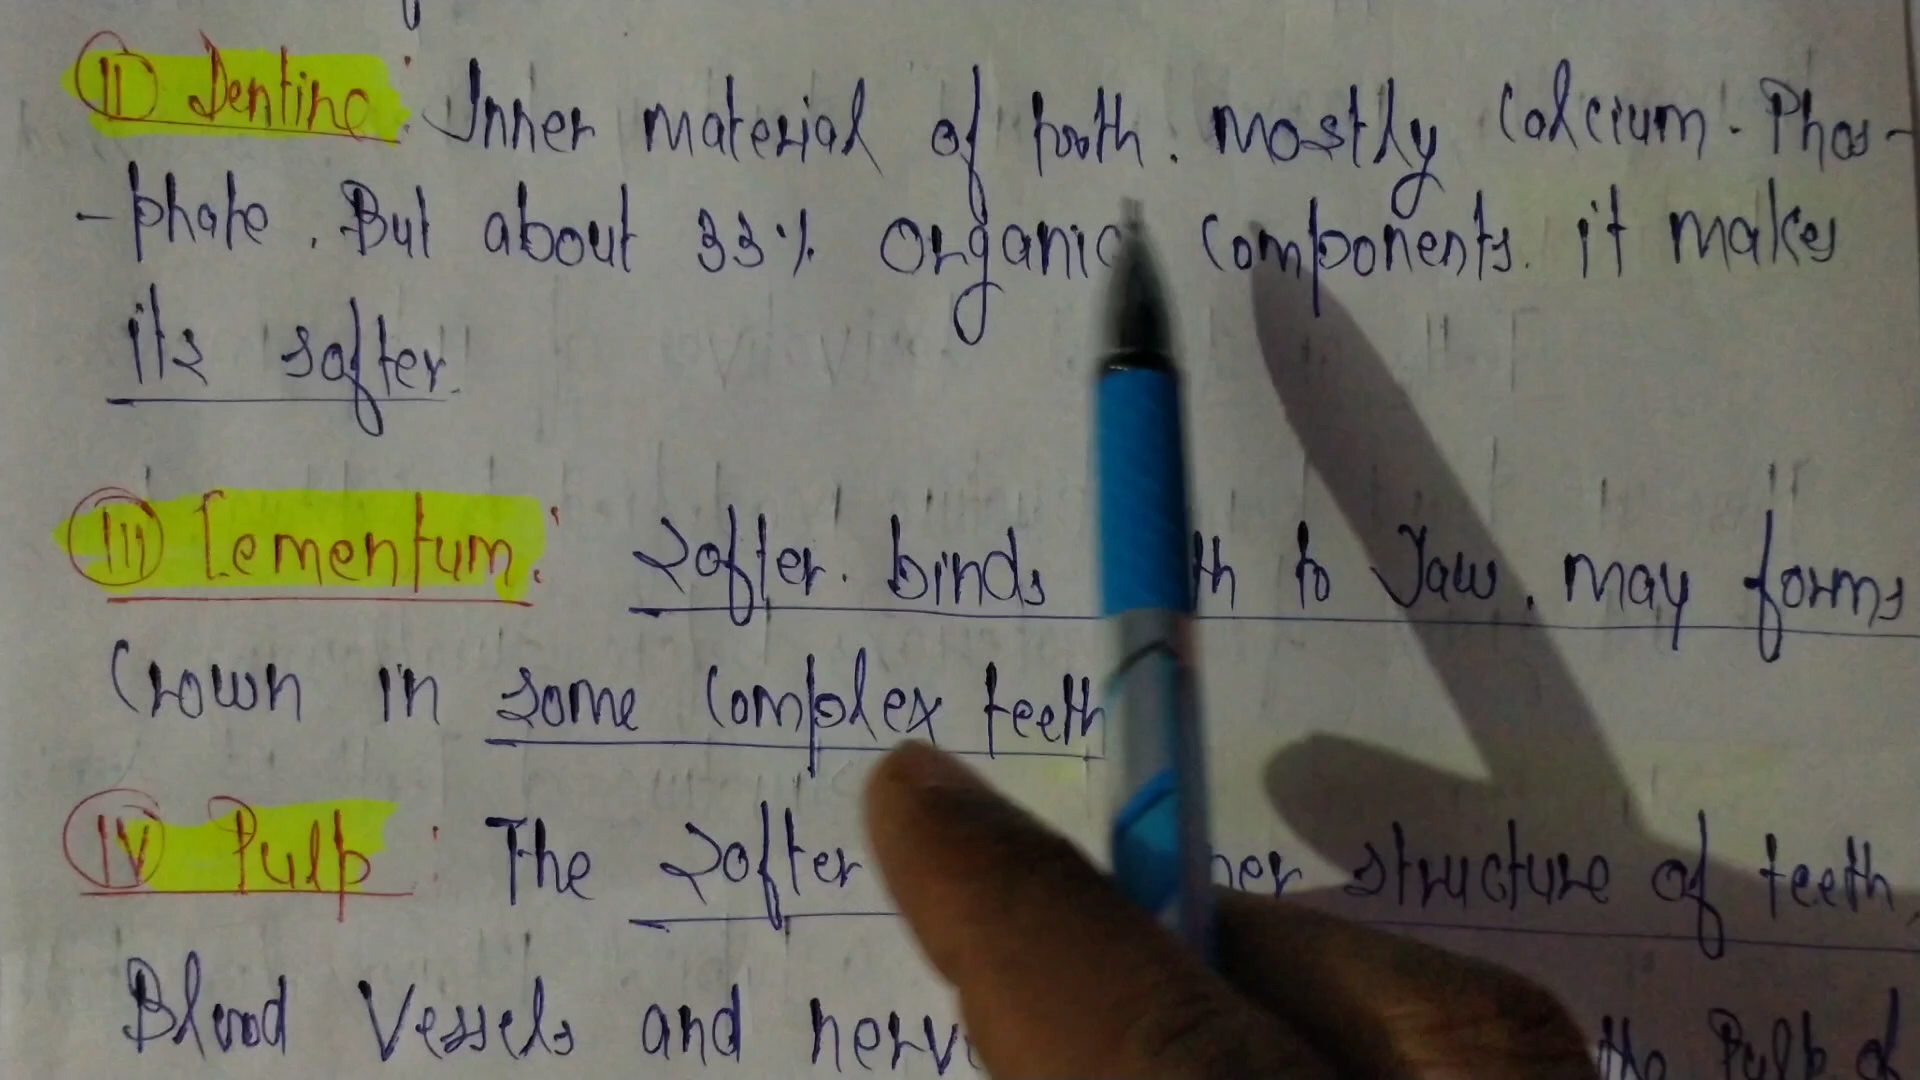 (II) Dentine: Inner material of tooth. mostly Calcium-Phos-
-phate. But about 33% organic components. it makes
its softer.
(III) Cementum: Softer. binds to Jaw. may forms
Crown in some complex teeth
(IV) Pulp: The Softer structure of teeth,
Blood Vessels and the Pulp